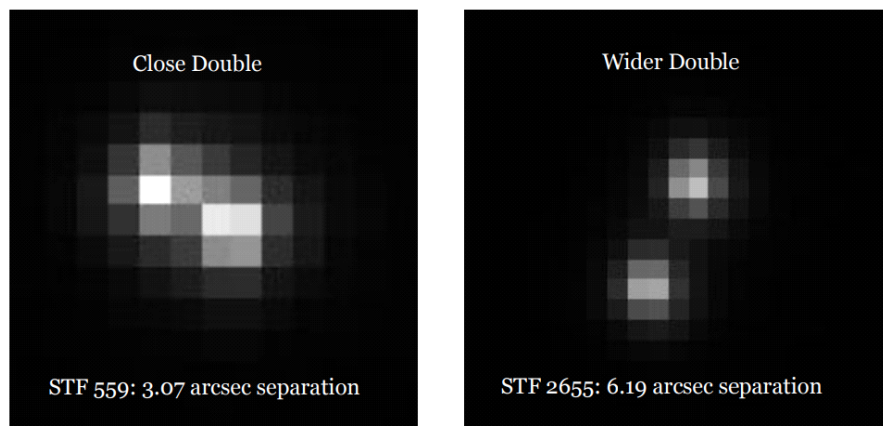 Close Double
STF 559: 3.07 arcsec separation
Wider Double
STF 2655: 6.19 arcsec separation